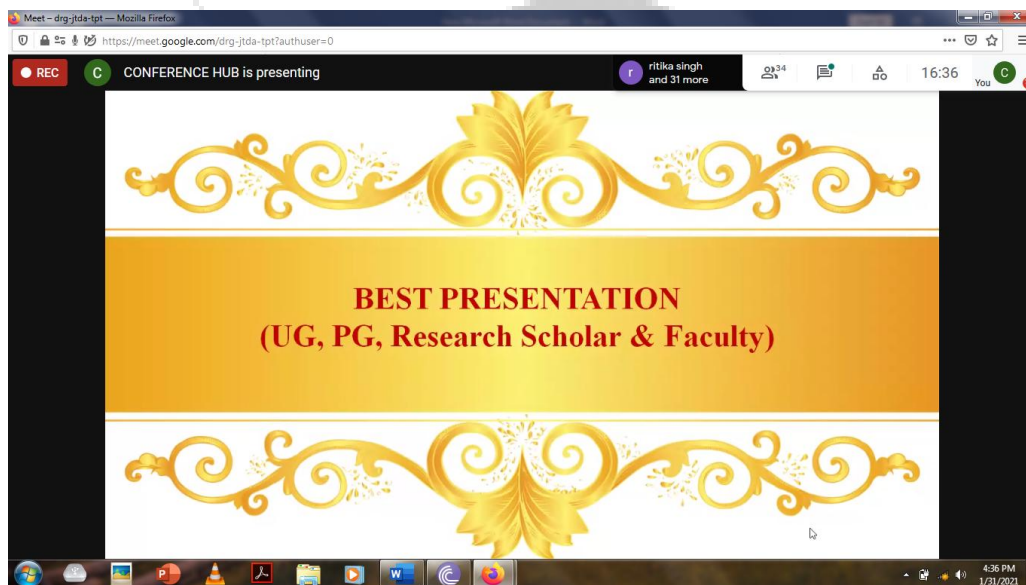 Meet – drg-jtda-tpt — Mozilla Firefox
https://meet.google.com/drg-jtda-tpt?authuser=0
REC
C
CONFERENCE HUB is presenting
r
ritika singh
and 31 more
34
16:36
You
C
BEST PRESENTATION
(UG, PG, Research Scholar & Faculty)
4:36 PM
1/31/2021